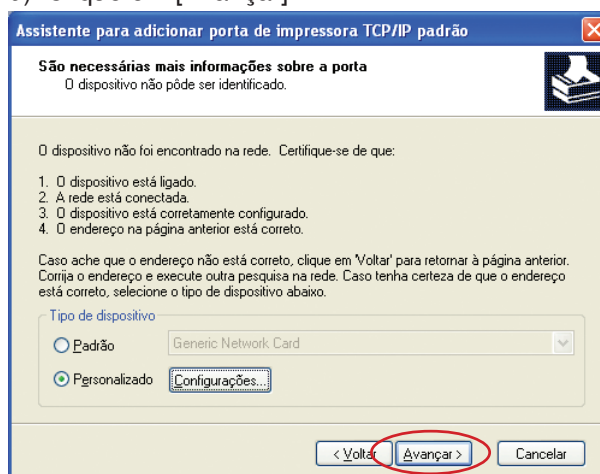 Assistente para adicionar porta de impressora TCP/IP padrão
São necessárias mais informações sobre a porta
O dispositivo não pôde ser identificado.
O dispositivo não foi encontrado na rede. Certifique-se de que:
1. O dispositivo está ligado.
2. A rede está conectada.
3. O dispositivo está corretamente configurado.
4. O endereço na página anterior está correto.
Caso ache que o endereço não está correto, clique em 'Voltar' para retornar à página anterior.
Corrija o endereço e execute outra pesquisa na rede. Caso tenha certeza de que o endereço
está correto, selecione o tipo de dispositivo abaixo.
Tipo de dispositivo
Padrão Generic Network Card
Personalizado Configurações...
< Voltar Avançar > Cancelar